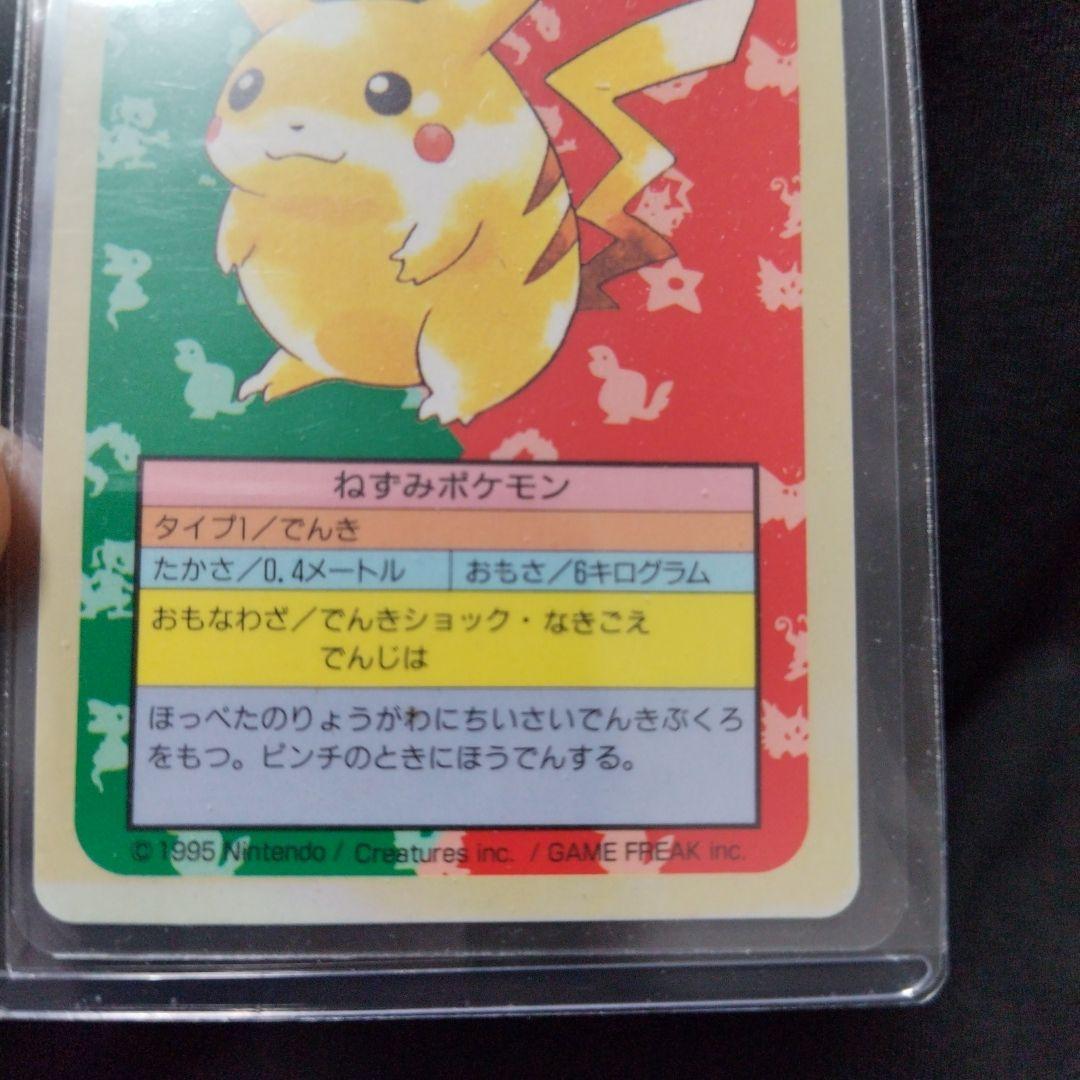 ねずみポケモン
タイプ1／でんき
たかさ／0.4メートル
おもさ／6キログラム
おもなわざ／でんきショック・なきごえ
でんじは
ほっぺたのりょうがわにちいさいでんきぶくろ
をもつ。ピンチのときにほうでんする。
© 1995 Nintendo / Creatures inc. / GAME FREAK inc.